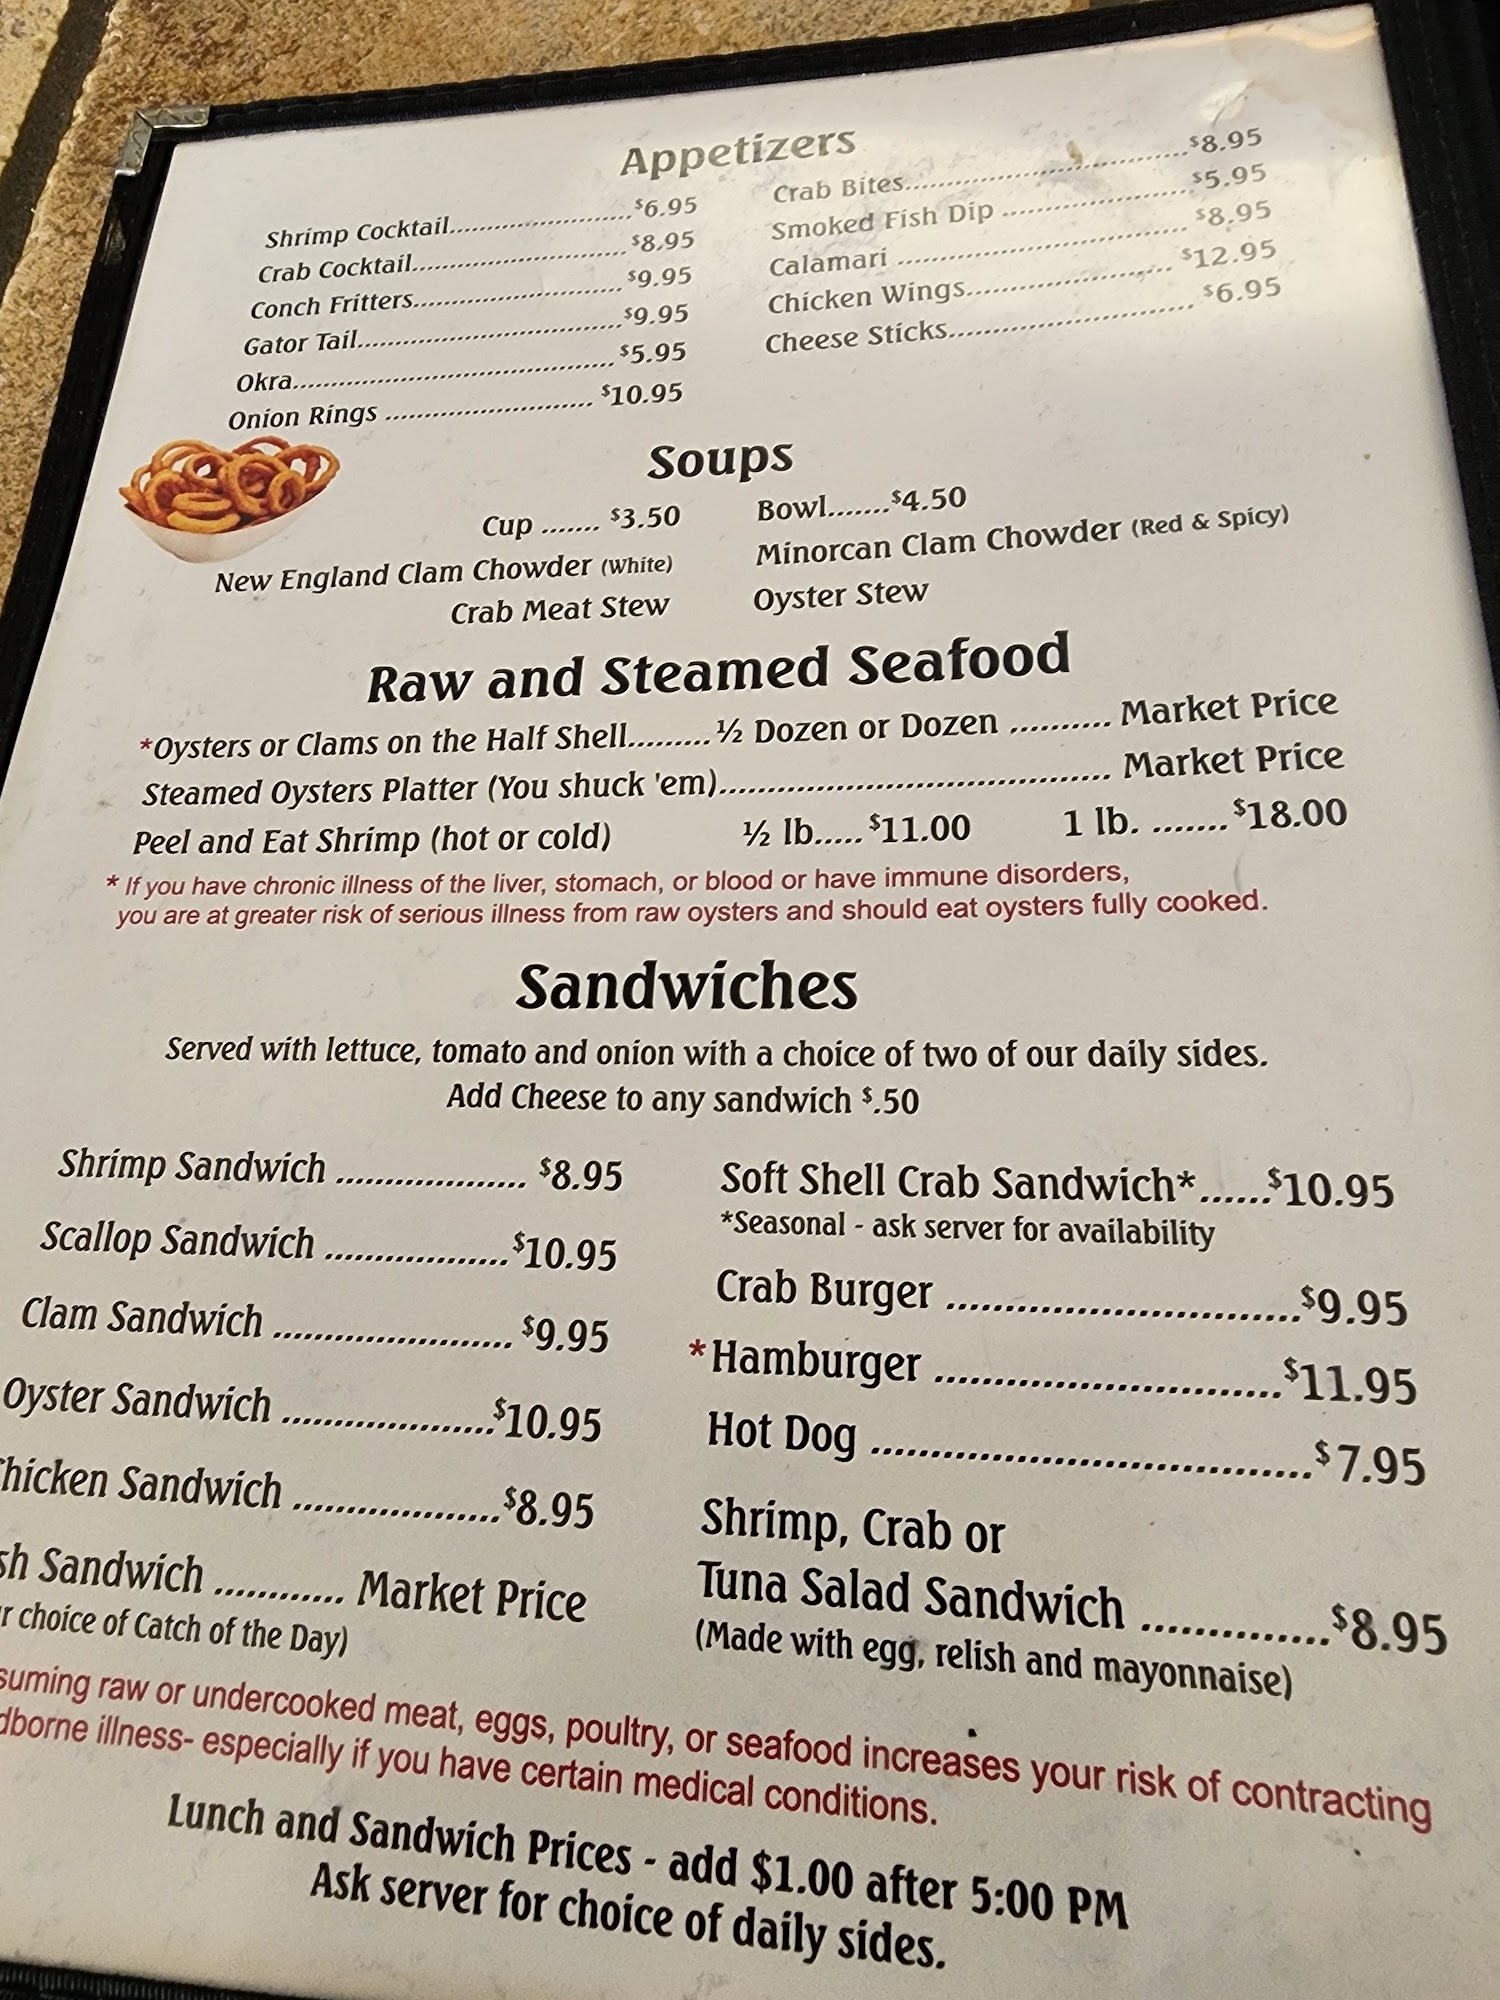 Appetizers
Shrimp Cocktail........................$6.95
Crab Cocktail............................$8.95
Conch Fritters...........................$9.95
Gator Tail..................................$9.95
Okra.........................................$5.95
Onion Rings ...........................$10.95
Crab Bites....................................$8.95
Smoked Fish Dip .........................$5.95
Calamari ......................................$8.95
Chicken Wings...........................$12.95
Cheese Sticks...............................$6.95
Soups
Cup ....... $3.50
Bowl.......$4.50
New England Clam Chowder (White)
Minorcan Clam Chowder (Red & Spicy)
Crab Meat Stew
Oyster Stew
Raw and Steamed Seafood
*Oysters or Clams on the Half Shell.........½ Dozen or Dozen .......... Market Price
Steamed Oysters Platter (You shuck 'em)....................................... Market Price
Peel and Eat Shrimp (hot or cold) ½ lb.....$11.00 1 lb. .......$18.00
* If you have chronic illness of the liver, stomach, or blood or have immune disorders,
you are at greater risk of serious illness from raw oysters and should eat oysters fully cooked.
Sandwiches
Served with lettuce, tomato and onion with a choice of two of our daily sides.
Add Cheese to any sandwich $.50
Shrimp Sandwich ................... $8.95
Scallop Sandwich ..................$10.95
Clam Sandwich ........................ $9.95
Oyster Sandwich .....................$10.95
hicken Sandwich ....................$8.95
sh Sandwich ............ Market Price
r choice of Catch of the Day)
Soft Shell Crab Sandwich*......$10.95
*Seasonal - ask server for availability
Crab Burger ..............................$9.95
*Hamburger .............................$11.95
Hot Dog .....................................$7.95
Shrimp, Crab or
Tuna Salad Sandwich ..............$8.95
(Made with egg, relish and mayonnaise)
suming raw or undercooked meat, eggs, poultry, or seafood increases your risk of contracting
dborne illness- especially if you have certain medical conditions.
Lunch and Sandwich Prices - add $1.00 after 5:00 PM
Ask server for choice of daily sides.